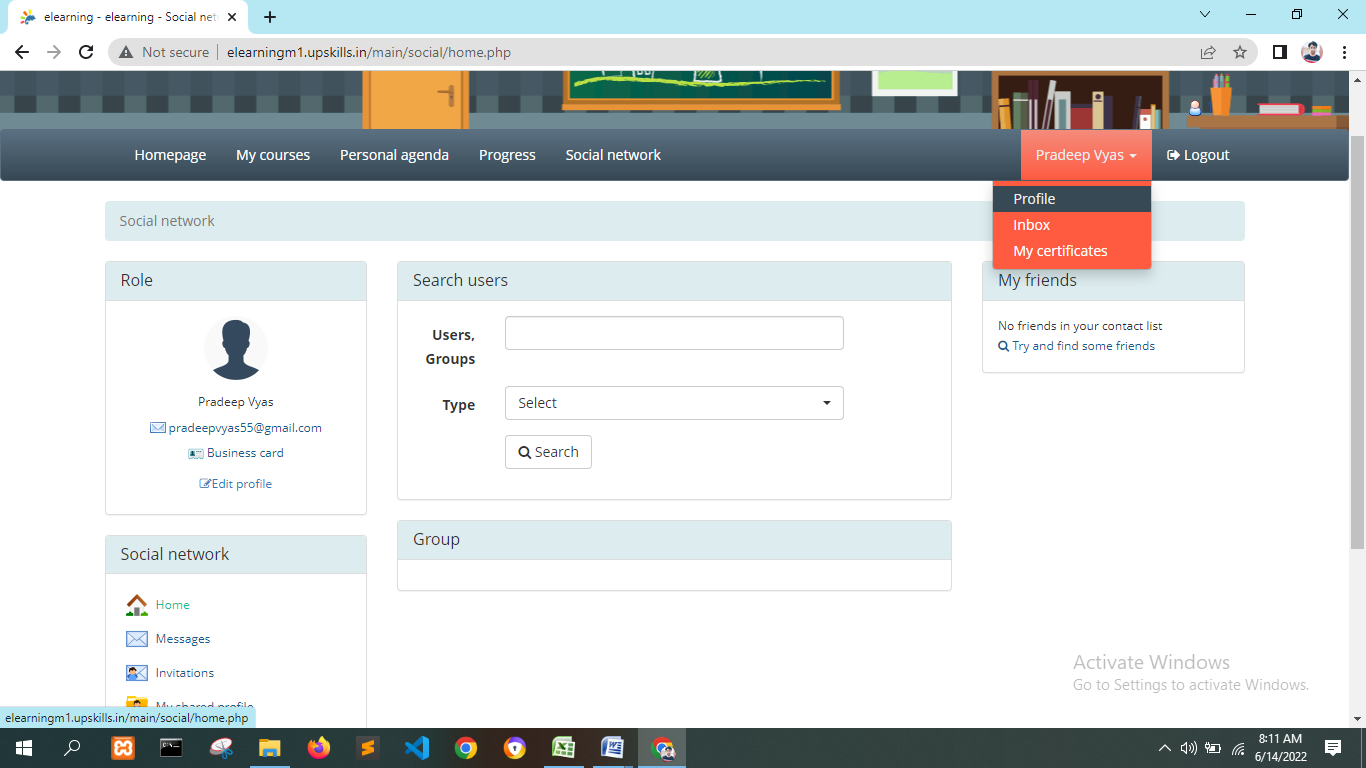 elearning - elearning - Social net
Not secure
elearningm1.upskills.in/main/social/home.php
Homepage
My courses
Personal agenda
Progress
Social network
Pradeep Vyas
Logout
Profile
Inbox
My certificates
Social network
Role
Pradeep Vyas
pradeepvyas55@gmail.com
Business card
Edit profile
Social network
Home
Messages
Invitations
My shared profile
Search users
Users,
Groups
Type
Select
Search
Group
My friends
No friends in your contact list
Try and find some friends
Activate Windows
Go to Settings to activate Windows.
elearningm1.upskills.in/main/social/home.php
8:11 AM
6/14/2022